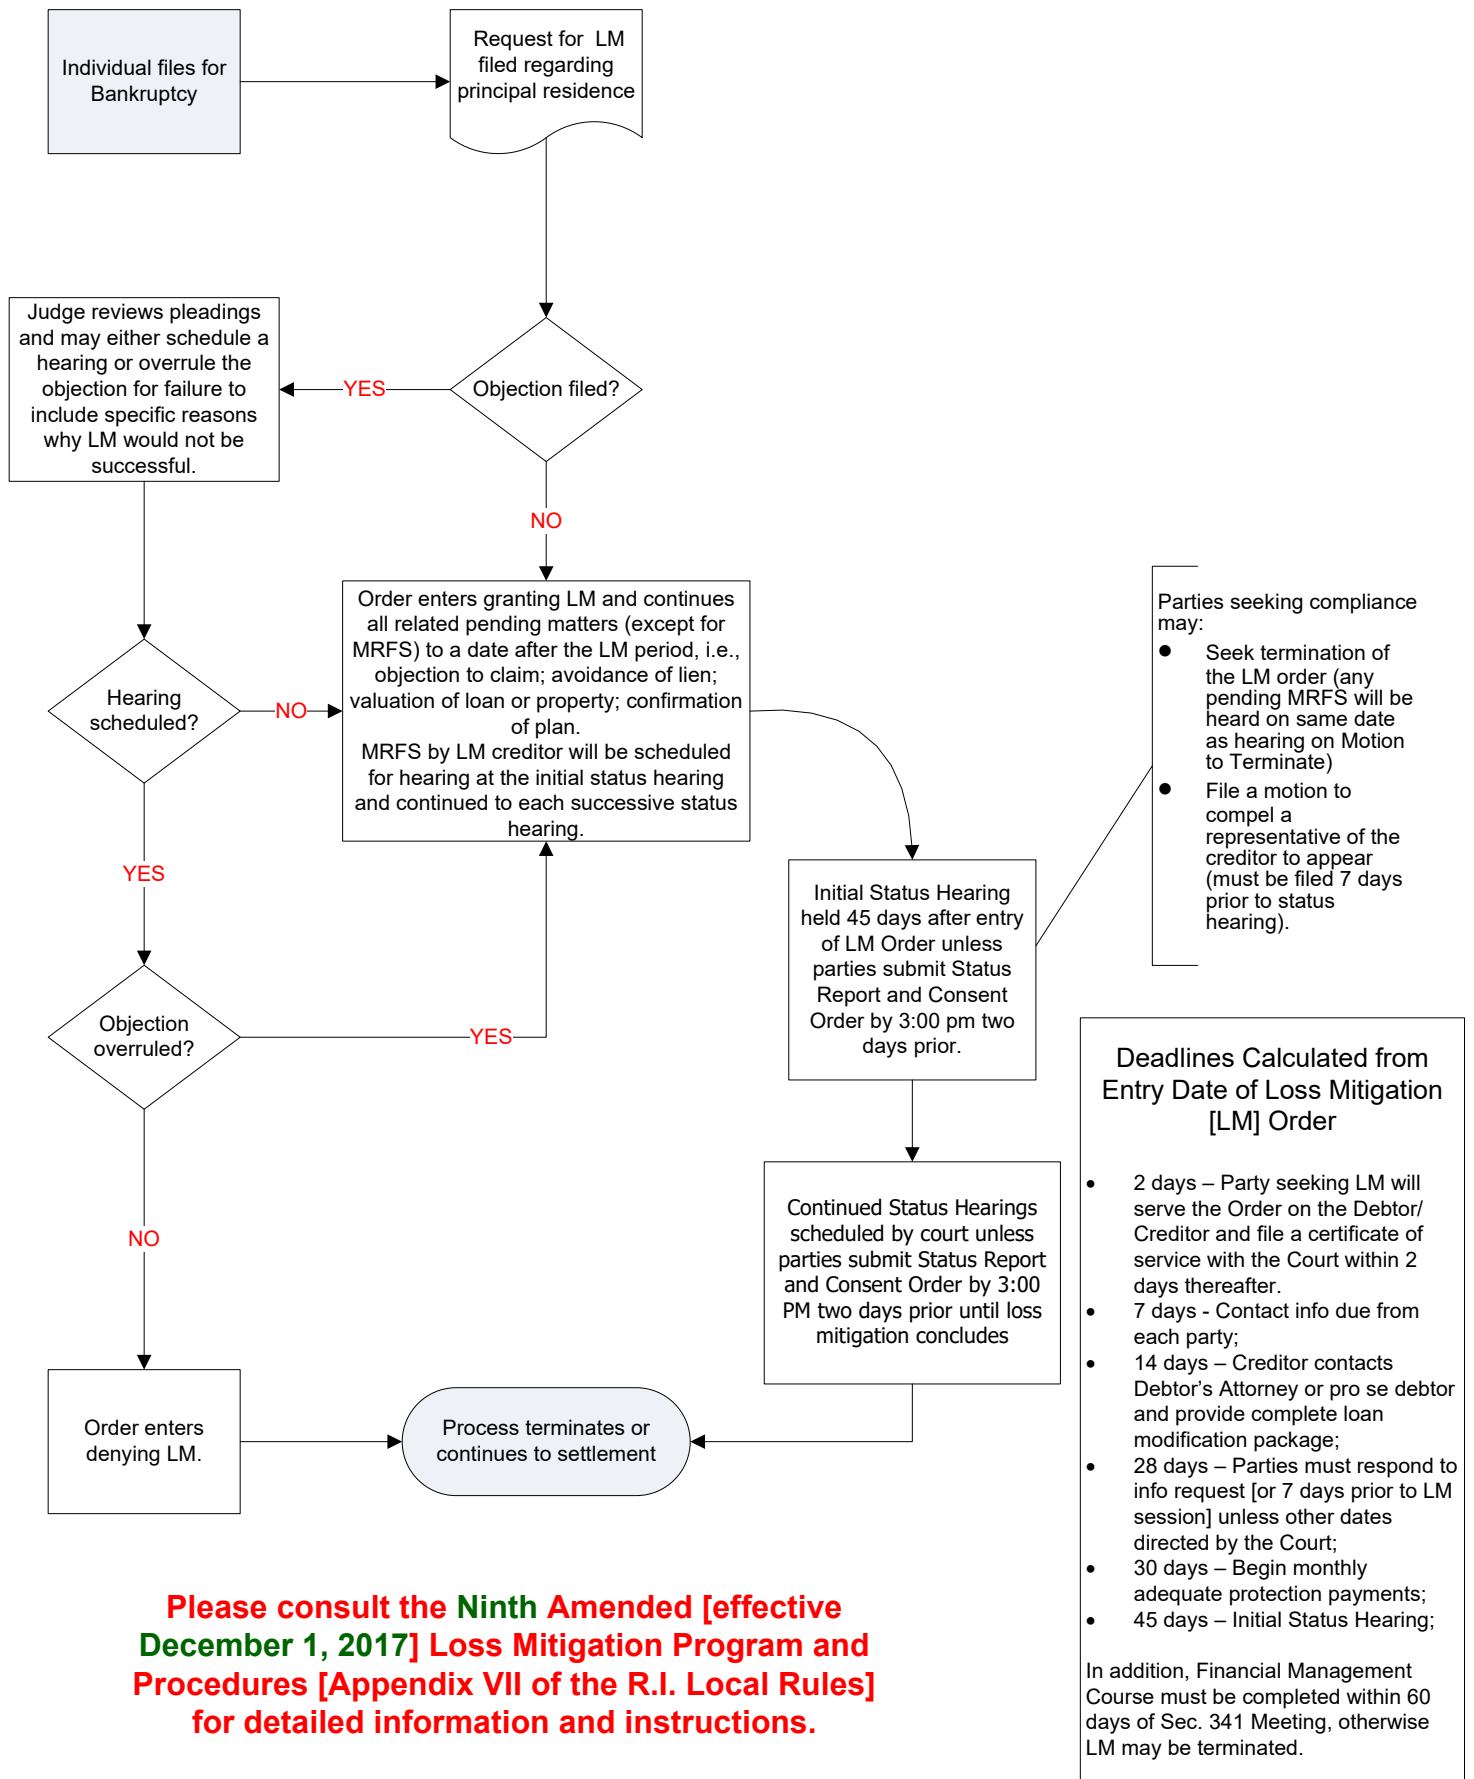 Individual files for
Bankruptcy
Request for LM
filed regarding
principal residence
Judge reviews pleadings
and may either schedule a
hearing or overrule the
objection for failure to
include specific reasons
why LM would not be
successful.
YES
Objection filed?
NO
Order enters granting LM and continues
all related pending matters (except for
MRFS) to a date after the LM period, i.e.,
objection to claim; avoidance of lien;
valuation of loan or property; confirmation
of plan.
MRFS by LM creditor will be scheduled
for hearing at the initial status hearing
and continued to each successive status
hearing.
Hearing
scheduled?
NO
YES
Objection
overruled?
YES
NO
Parties seeking compliance
may:
● Seek termination of
the LM order (any
pending MRFS will be
heard on same date
as hearing on Motion
to Terminate)
● File a motion to
compel a
representative of the
creditor to appear
(must be filed 7 days
prior to status
hearing).
Initial Status Hearing
held 45 days after entry
of LM Order unless
parties submit Status
Report and Consent
Order by 3:00 pm two
days prior.
Continued Status Hearings
scheduled by court unless
parties submit Status Report
and Consent Order by 3:00
PM two days prior until loss
mitigation concludes
Order enters
denying LM.
Process terminates or
continues to settlement
Deadlines Calculated from
Entry Date of Loss Mitigation
[LM] Order
• 2 days – Party seeking LM will
serve the Order on the Debtor/
Creditor and file a certificate of
service with the Court within 2
days thereafter.
• 7 days - Contact info due from
each party;
• 14 days – Creditor contacts
Debtor's Attorney or pro se debtor
and provide complete loan
modification package;
• 28 days – Parties must respond to
info request [or 7 days prior to LM
session] unless other dates
directed by the Court;
• 30 days – Begin monthly
adequate protection payments;
• 45 days – Initial Status Hearing;
In addition, Financial Management
Course must be completed within 60
days of Sec. 341 Meeting, otherwise
LM may be terminated.
Please consult the Ninth Amended [effective
December 1, 2017] Loss Mitigation Program and
Procedures [Appendix VII of the R.I. Local Rules]
for detailed information and instructions.